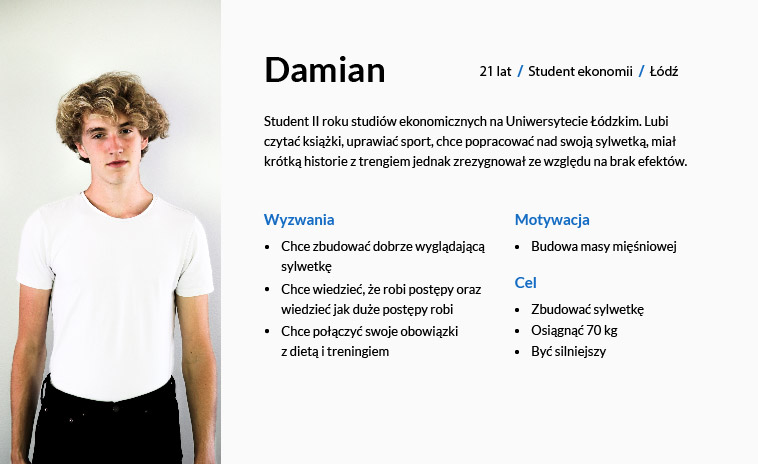 Damian
21 lat / Student ekonomii / Łódź
Student II roku studiów ekonomicznych na Uniwersytecie Łódzkim. Lubi
czytać książki, uprawiać sport, chce popracować nad swoją sylwetką, miał
krótką historie z trengiem jednak zrezygnował ze względu na brak efektów.
Wyzwania
• Chce zbudować dobrze wyglądającą
sylwetkę
• Chce wiedzieć, że robi postępy oraz
wiedzieć jak duże postępy robi
• Chce połączyć swoje obowiązki
z dietą i treningiem
Motywacja
• Budowa masy mięśniowej
Cel
• Zbudować sylwetkę
• Osiągnąć 70 kg
• Być silniejszy